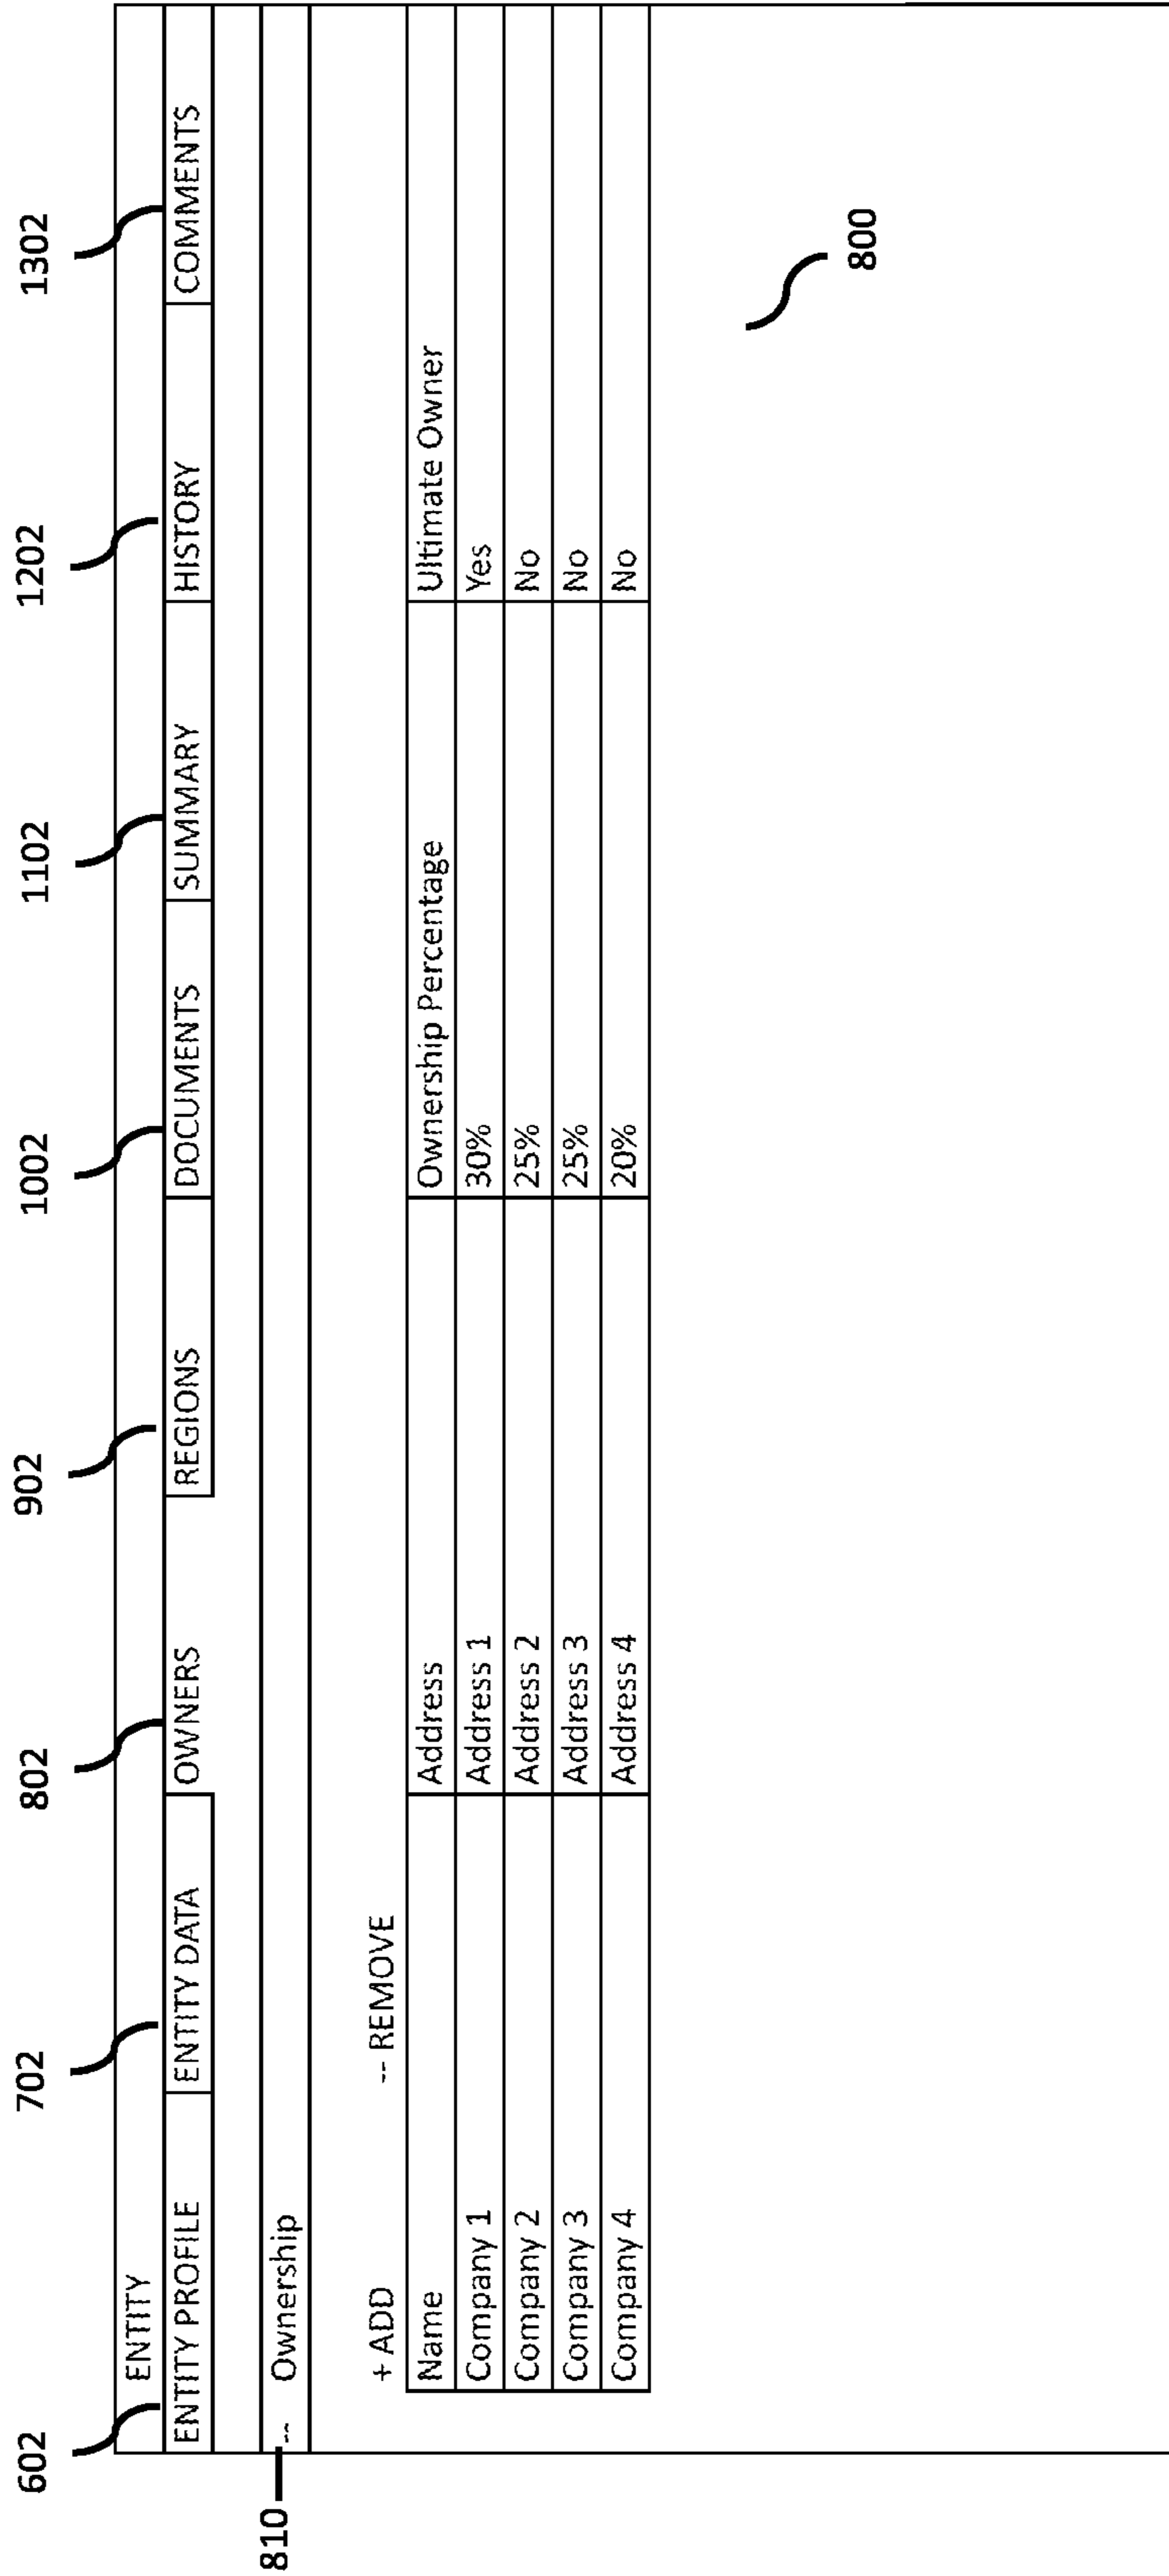 602 702 802 902 1002 1102 1202 1302
ENTITY
ENTITY PROFILE ENTITY DATA OWNERS REGIONS DOCUMENTS SUMMARY HISTORY COMMENTS
810 -- Ownership
+ ADD -- REMOVE
Name Address Ownership Percentage Ultimate Owner
Company 1 Address 1 30% Yes
Company 2 Address 2 25% No
Company 3 Address 3 25% No
Company 4 Address 4 20% No
800